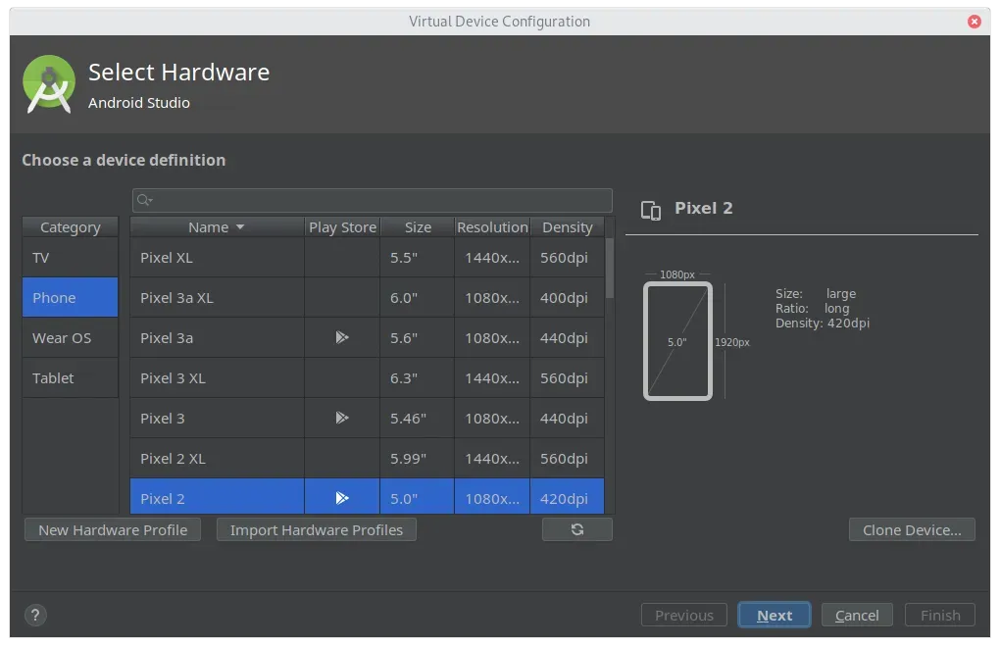 Virtual Device Configuration
Select Hardware
Android Studio
Choose a device definition
Category
TV
Phone
Wear OS
Tablet
Name Play Store Size Resolution Density
Pixel XL 5.5" 1440x... 560dpi
Pixel 3a XL 6.0" 1080x... 400dpi
Pixel 3a 5.6" 1080x... 440dpi
Pixel 3 XL 6.3" 1440x... 560dpi
Pixel 3 5.46" 1080x... 440dpi
Pixel 2 XL 5.99" 1440x... 560dpi
Pixel 2 5.0" 1080x... 420dpi
Pixel 2
1080px
5.0"
1920px
Size: large
Ratio: long
Density: 420dpi
New Hardware Profile
Import Hardware Profiles
Clone Device...
?
Previous
Next
Cancel
Finish